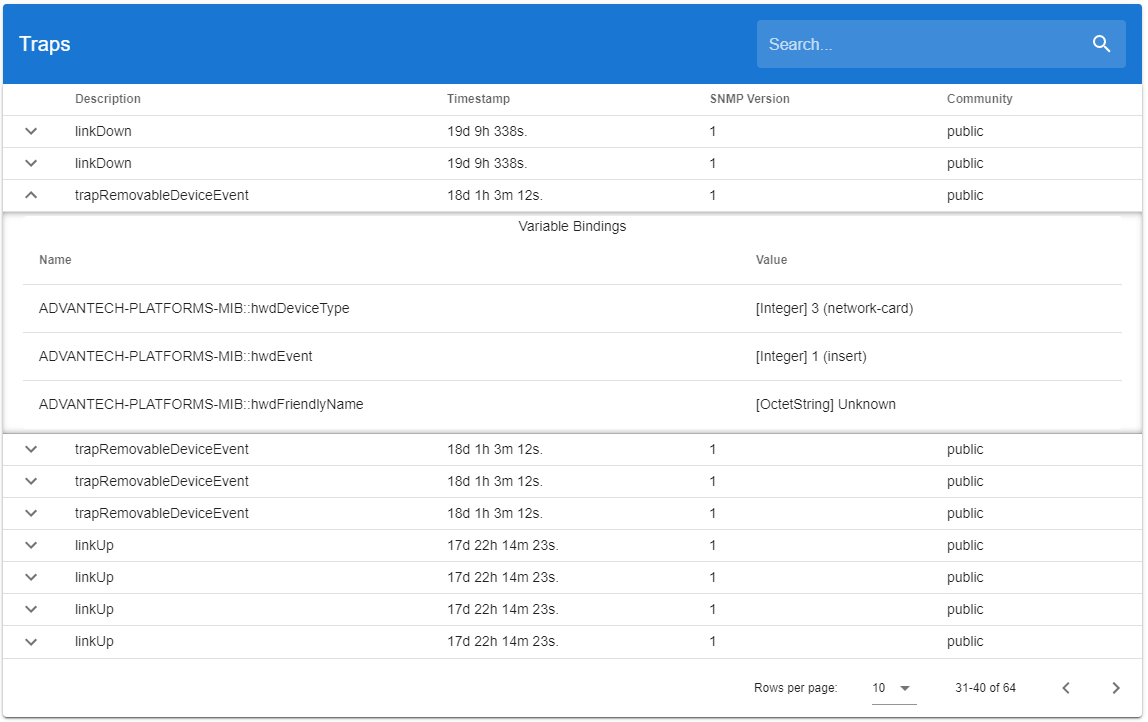 Traps Search...
Description Timestamp SNMP Version Community
linkDown 19d 9h 338s. 1 public
linkDown 19d 9h 338s. 1 public
trapRemovableDeviceEvent 18d 1h 3m 12s. 1 public
Variable Bindings
Name Value
ADVANTECH-PLATFORMS-MIB::hwdDeviceType [Integer] 3 (network-card)
ADVANTECH-PLATFORMS-MIB::hwdEvent [Integer] 1 (insert)
ADVANTECH-PLATFORMS-MIB::hwdFriendlyName [OctetString] Unknown
trapRemovableDeviceEvent 18d 1h 3m 12s. 1 public
trapRemovableDeviceEvent 18d 1h 3m 12s. 1 public
trapRemovableDeviceEvent 18d 1h 3m 12s. 1 public
linkUp 17d 22h 14m 23s. 1 public
linkUp 17d 22h 14m 23s. 1 public
linkUp 17d 22h 14m 23s. 1 public
linkUp 17d 22h 14m 23s. 1 public
Rows per page: 10 31-40 of 64